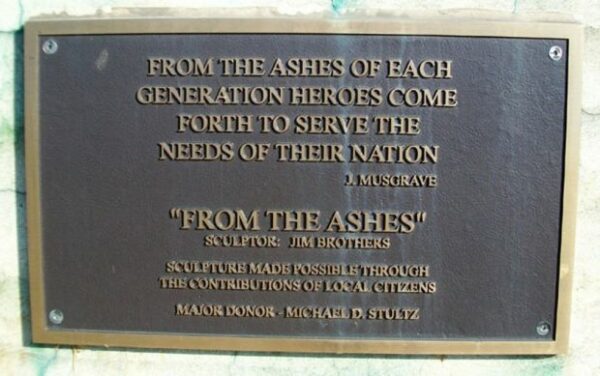 FROM THE ASHES OF EACH
GENERATION HEROES COME
FORTH TO SERVE THE
NEEDS OF THEIR NATION
J. MUSGRAVE
"FROM THE ASHES"
SCULPTOR: JIM BROTHERS
SCULPTURE MADE POSSIBLE THROUGH
THE CONTRIBUTIONS OF LOCAL CITIZENS
MAJOR DONOR - MICHAEL D. STULTZ